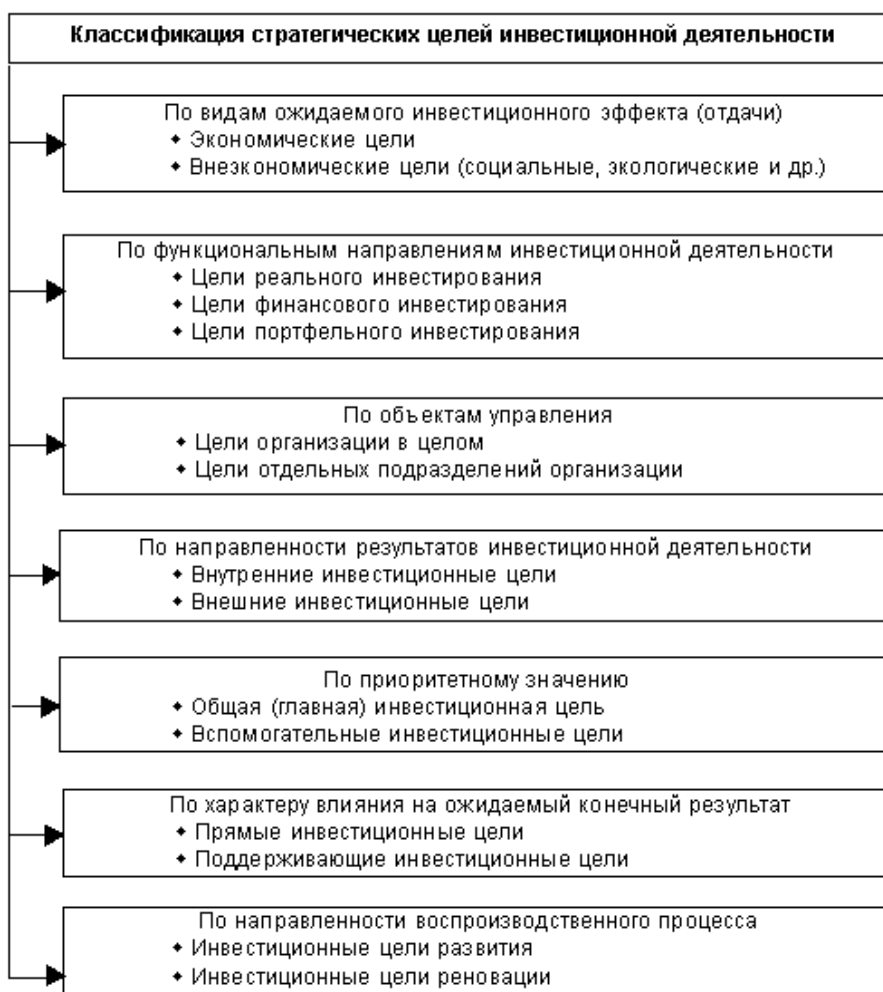 Классификация стратегических целей инвестиционной деятельности
По видам ожидаемого инвестиционного эффекта (отдачи)
◆ Экономические цели
◆ Внеэкономические цели (социальные, экологические и др.)
По функциональным направлениям инвестиционной деятельности
◆ Цели реального инвестирования
◆ Цели финансового инвестирования
◆ Цели портфельного инвестирования
По объектам управления
◆ Цели организации в целом
◆ Цели отдельных подразделений организации
По направленности результатов инвестиционной деятельности
◆ Внутренние инвестиционные цели
◆ Внешние инвестиционные цели
По приоритетному значению
◆ Общая (главная) инвестиционная цель
◆ Вспомогательные инвестиционные цели
По характеру влияния на ожидаемый конечный результат
◆ Прямые инвестиционные цели
◆ Поддерживающие инвестиционные цели
По направленности воспроизводственного процесса
◆ Инвестиционные цели развития
◆ Инвестиционные цели реновации